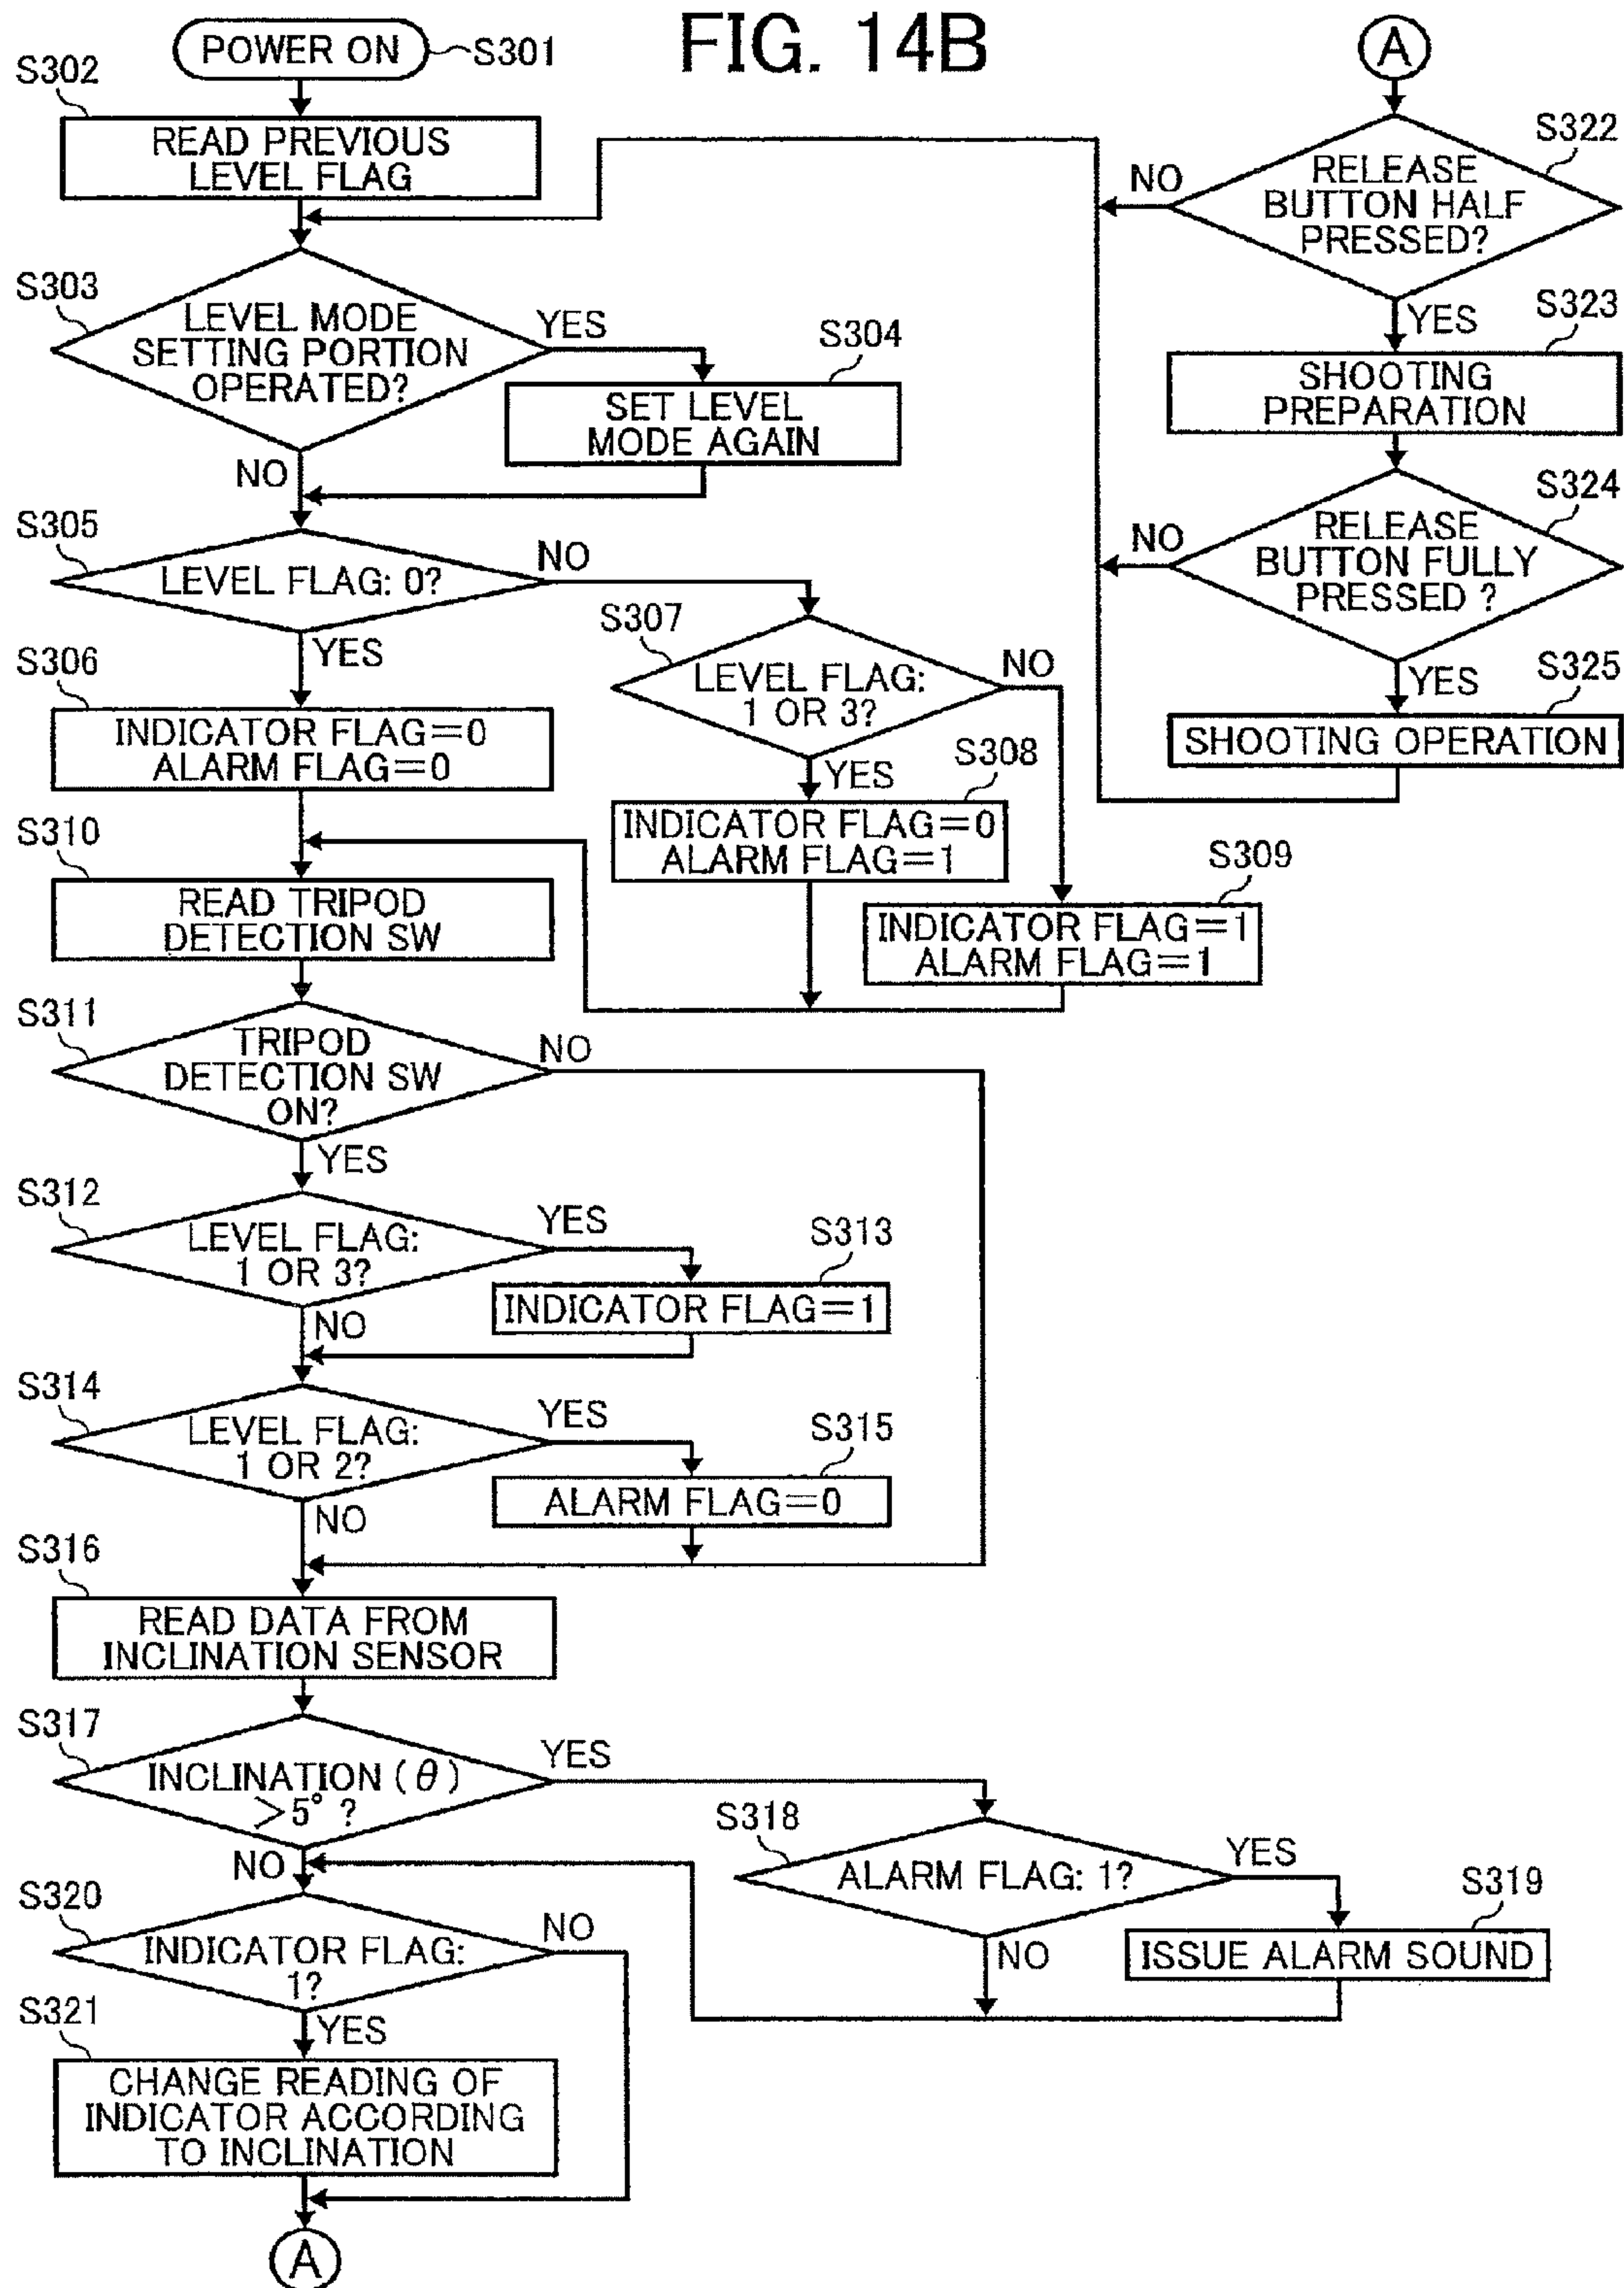 FIG. 14B
POWER ON
S301
S302
READ PREVIOUS
LEVEL FLAG
S303
LEVEL MODE
SETTING PORTION
OPERATED?
YES
NO
S304
SET LEVEL
MODE AGAIN
S305
LEVEL FLAG: 0?
NO
YES
S306
INDICATOR FLAG=0
ALARM FLAG=0
S307
LEVEL FLAG:
1 OR 3?
NO
YES
S308
INDICATOR FLAG=0
ALARM FLAG=1
S309
INDICATOR FLAG=1
ALARM FLAG=1
S310
READ TRIPOD
DETECTION SW
S311
TRIPOD
DETECTION SW
ON?
NO
YES
S312
LEVEL FLAG:
1 OR 3?
YES
NO
S313
INDICATOR FLAG=1
S314
LEVEL FLAG:
1 OR 2?
YES
NO
S315
ALARM FLAG=0
S316
READ DATA FROM
INCLINATION SENSOR
S317
INCLINATION (θ)
>5° ?
YES
NO
S318
ALARM FLAG: 1?
YES
NO
S319
ISSUE ALARM SOUND
S320
INDICATOR FLAG:
1?
NO
YES
S321
CHANGE READING OF
INDICATOR ACCORDING
TO INCLINATION
A
A
S322
RELEASE
BUTTON HALF
PRESSED?
NO
YES
S323
SHOOTING
PREPARATION
S324
RELEASE
BUTTON FULLY
PRESSED ?
NO
YES
S325
SHOOTING OPERATION